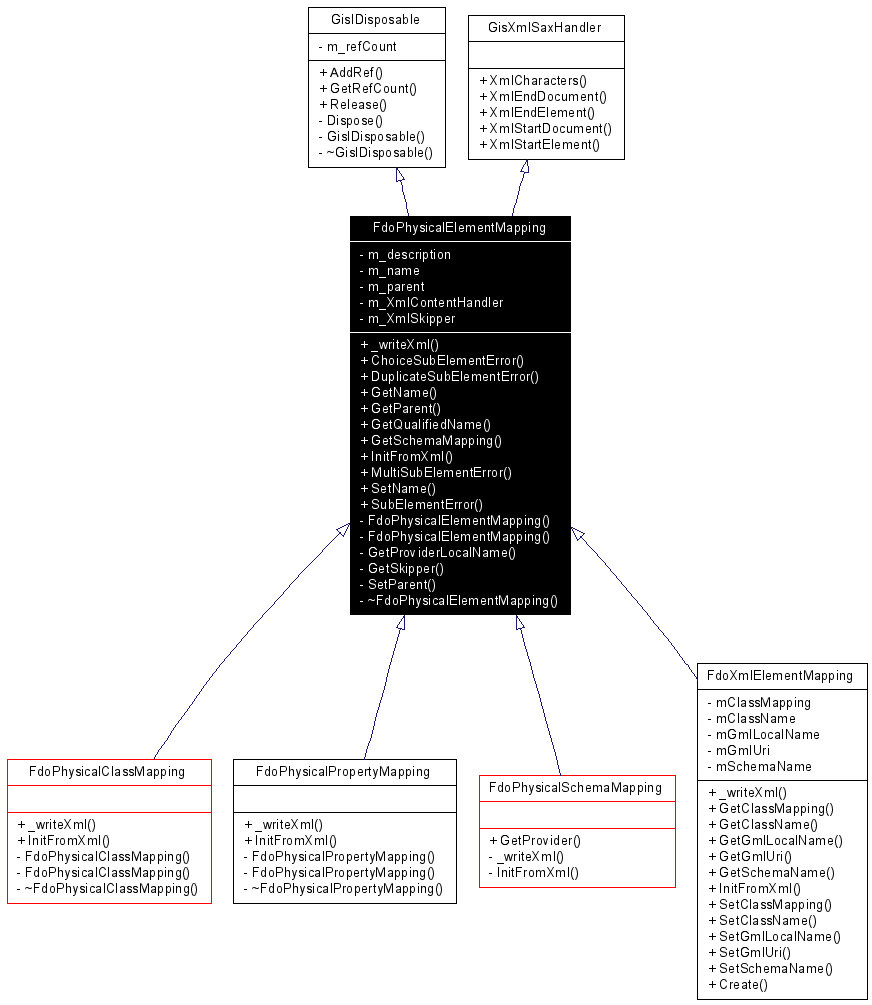 GisIDisposable
- m_refCount
+ AddRef()
+ GetRefCount()
+ Release()
- Dispose()
- GisIDisposable()
- ~GisIDisposable()
GisXmlSaxHandler
+ XmlCharacters()
+ XmlEndDocument()
+ XmlEndElement()
+ XmlStartDocument()
+ XmlStartElement()
FdoPhysicalElementMapping
- m_description
- m_name
- m_parent
- m_XmlContentHandler
- m_XmlSkipper
+ _writeXml()
+ ChoiceSubElementError()
+ DuplicateSubElementError()
+ GetName()
+ GetParent()
+ GetQualifiedName()
+ GetSchemaMapping()
+ InitFromXml()
+ MultiSubElementError()
+ SetName()
+ SubElementError()
- FdoPhysicalElementMapping()
- FdoPhysicalElementMapping()
- GetProviderLocalName()
- GetSkipper()
- SetParent()
- ~FdoPhysicalElementMapping()
FdoPhysicalClassMapping
+ _writeXml()
+ InitFromXml()
- FdoPhysicalClassMapping()
- FdoPhysicalClassMapping()
- ~FdoPhysicalClassMapping()
FdoPhysicalPropertyMapping
+ _writeXml()
+ InitFromXml()
- FdoPhysicalPropertyMapping()
- FdoPhysicalPropertyMapping()
- ~FdoPhysicalPropertyMapping()
FdoPhysicalSchemaMapping
+ GetProvider()
- _writeXml()
- InitFromXml()
FdoXmlElementMapping
- mClassMapping
- mClassName
- mGmlLocalName
- mGmlUri
- mSchemaName
+ _writeXml()
+ GetClassMapping()
+ GetClassName()
+ GetGmlLocalName()
+ GetGmlUri()
+ GetSchemaName()
+ InitFromXml()
+ SetClassMapping()
+ SetClassName()
+ SetGmlLocalName()
+ SetGmlUri()
+ SetSchemaName()
+ Create()